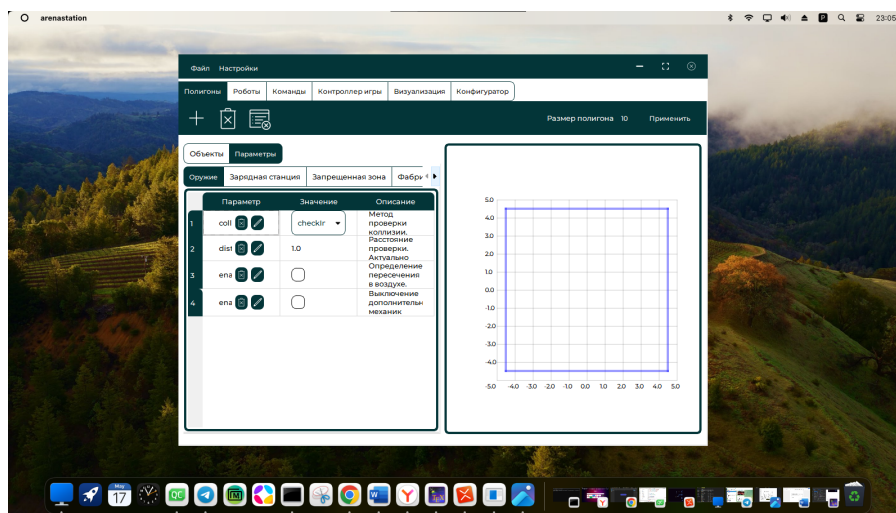 arenastation
23:05
Файл Настройки
Полигоны Роботы Команды Контроллер игры Визуализация Конфигуратор
Размер полигона 10 Применить
Объекты Параметры
Оружие Зарядная станция Запрещенная зона Фабри
Параметр Значение Описание
1 coll checkIr Метод
проверки
коллизии.
2 dist 1.0 Расстояние
проверки.
Актуально
3 ena Определение
пересечения
в воздухе.
4 ena Выключение
дополнительн
механик
5.0
4.0
3.0
2.0
1.0
0.0
-1.0
-2.0
-3.0
-4.0
-5.0 -4.0 -3.0 -2.0 -1.0 0.0 1.0 2.0 3.0 4.0 5.0
May
17
QC
W
Y